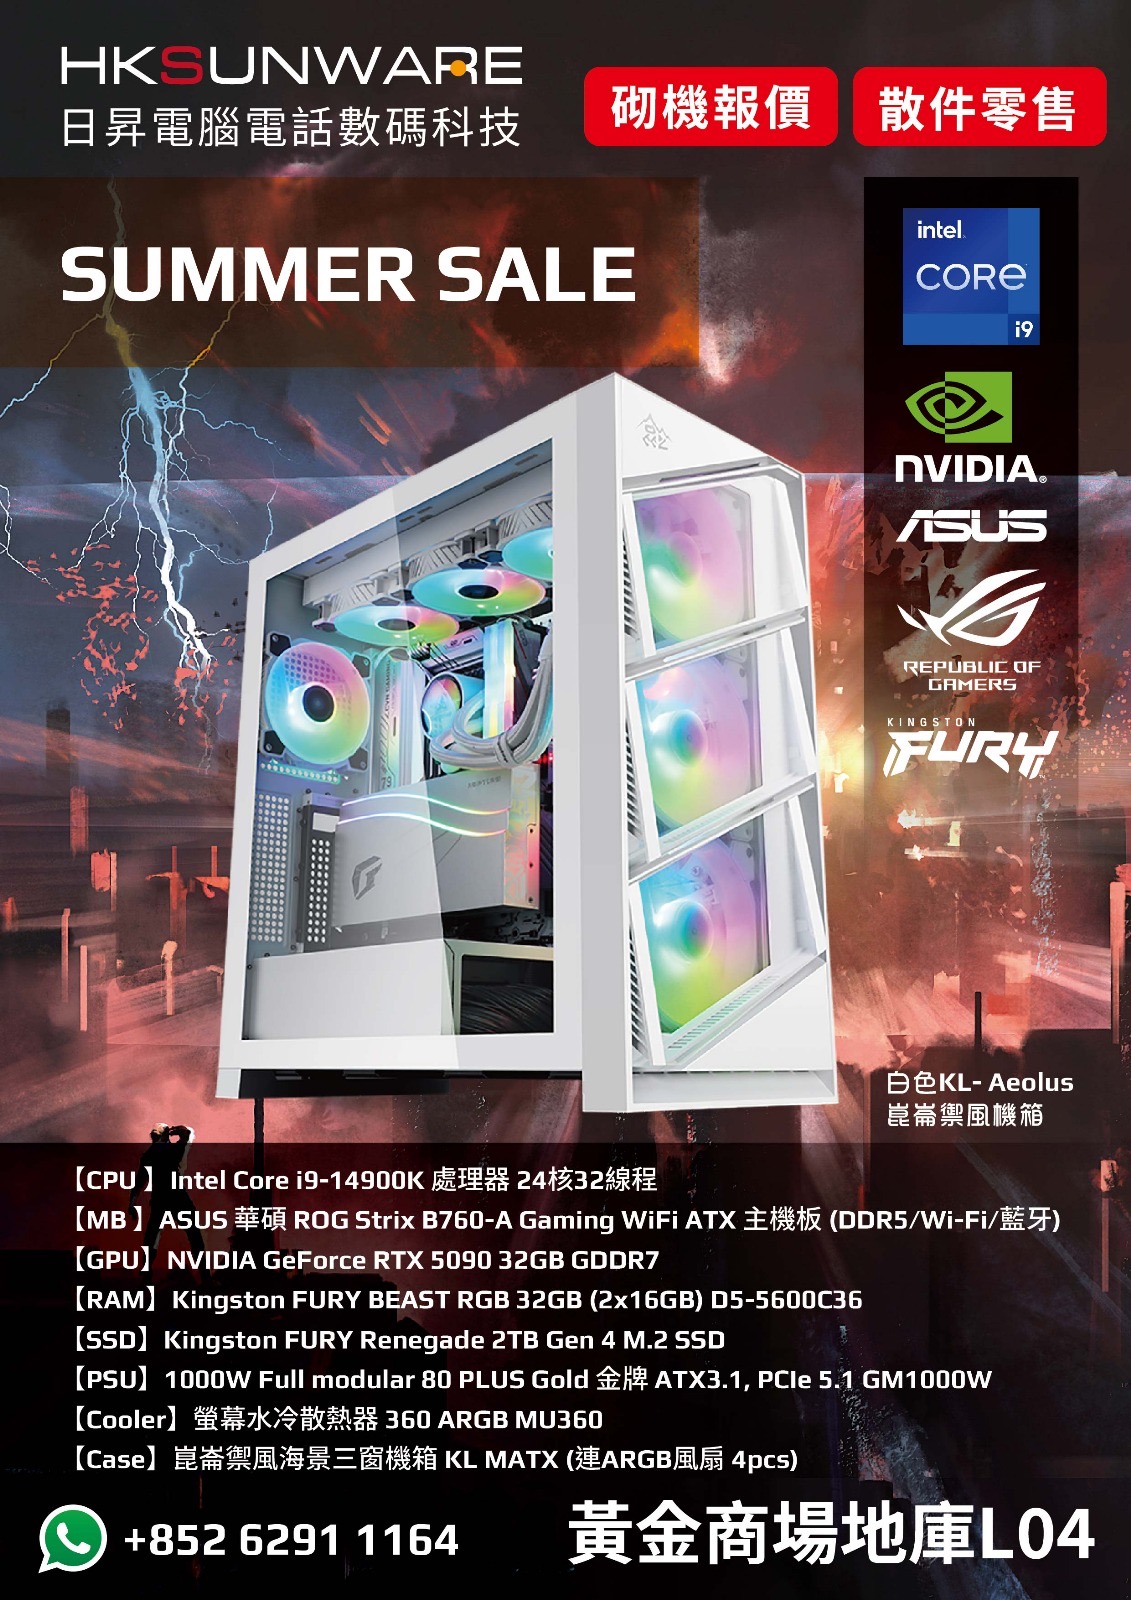 HKSUNWARE
日昇電腦電話數碼科技
砌機報價
散件零售
SUMMER SALE
intel
CORE
i9
NVIDIA®
ASUS
REPUBLIC OF
GAMERS
KINGSTON
FURY
白色KL- Aeolus
崑崙禦風機箱
【CPU 】Intel Core i9-14900K 處理器 24核32線程
【MB 】ASUS 華碩 ROG Strix B760-A Gaming WiFi ATX 主機板 (DDR5/Wi-Fi/藍牙)
【GPU】NVIDIA GeForce RTX 5090 32GB GDDR7
【RAM】Kingston FURY BEAST RGB 32GB (2x16GB) D5-5600C36
【SSD】Kingston FURY Renegade 2TB Gen 4 M.2 SSD
【PSU】1000W Full modular 80 PLUS Gold 金牌 ATX3.1, PCIe 5.1 GM1000W
【Cooler】螢幕水冷散熱器 360 ARGB MU360
【Case】崑崙禦風海景三窗機箱 KL MATX (連ARGB風扇 4pcs)
+852 6291 1164
黃金商場地庫L04